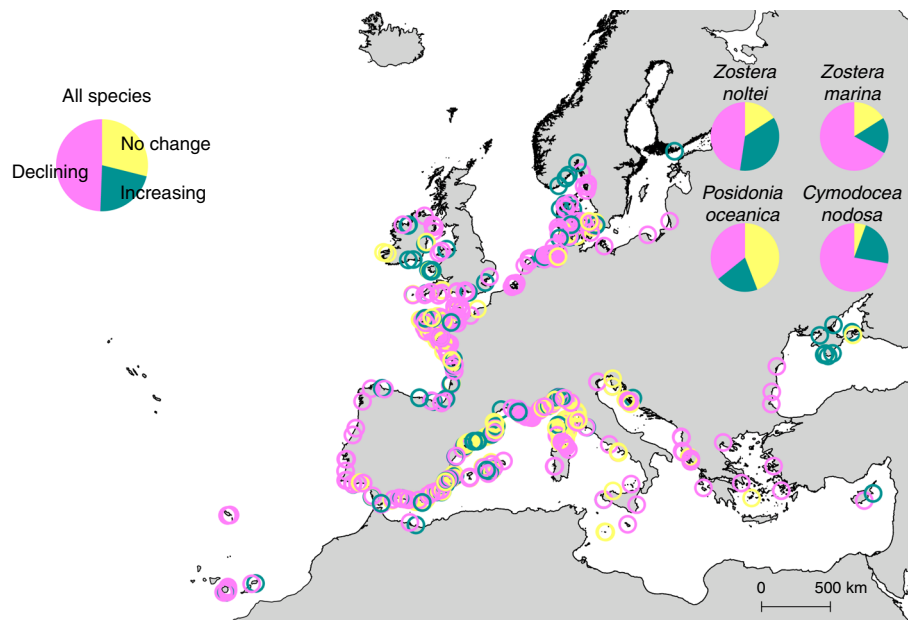 All species
No change
Declining
Increasing
Zostera
noltei
Zostera
marina
Posidonia
oceanica
Cymodocea
nodosa
0 500 km